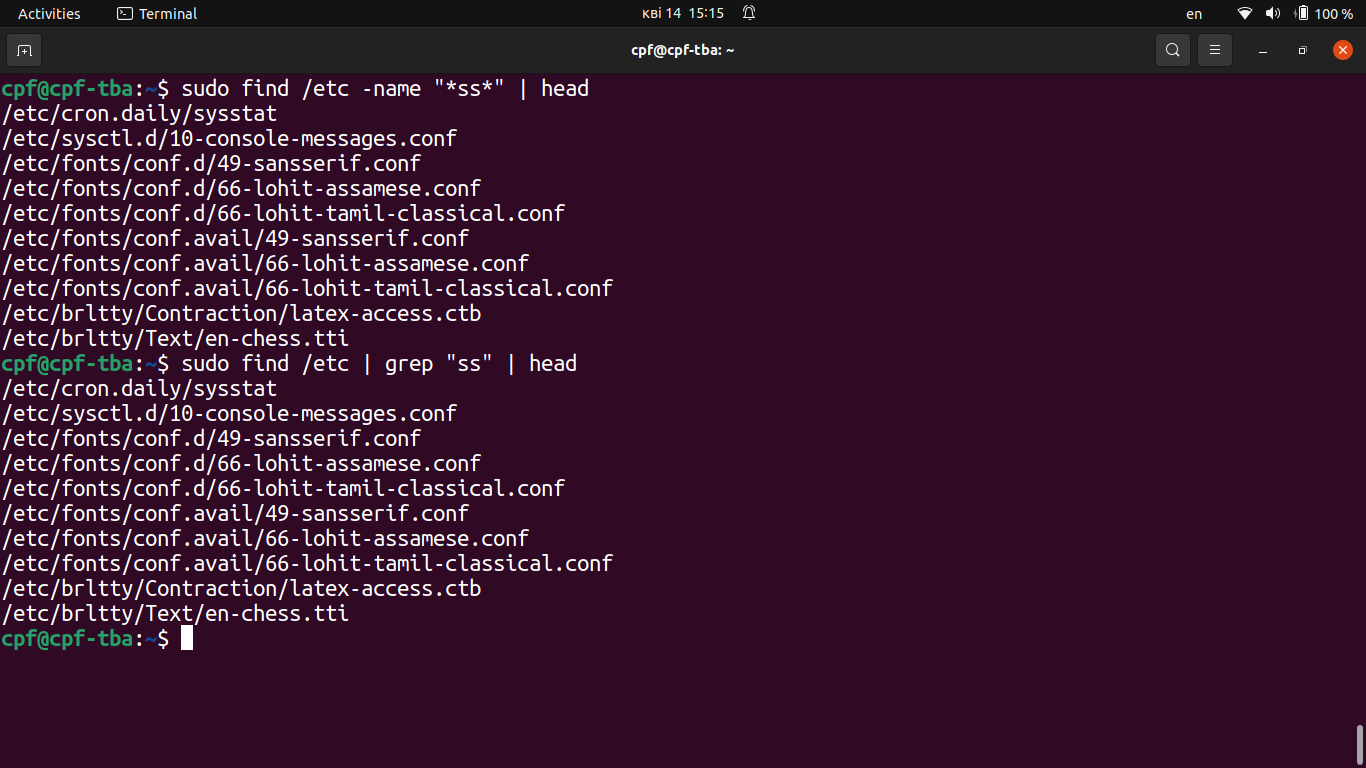 Activities Terminal кві 14 15:15 en 100 %
cpf@cpf-tba: ~
cpf@cpf-tba:~$ sudo find /etc -name "*ss*" | head
/etc/cron.daily/sysstat
/etc/sysctl.d/10-console-messages.conf
/etc/fonts/conf.d/49-sansserif.conf
/etc/fonts/conf.d/66-lohit-assamese.conf
/etc/fonts/conf.d/66-lohit-tamil-classical.conf
/etc/fonts/conf.avail/49-sansserif.conf
/etc/fonts/conf.avail/66-lohit-assamese.conf
/etc/fonts/conf.avail/66-lohit-tamil-classical.conf
/etc/brltty/Contraction/latex-access.ctb
/etc/brltty/Text/en-chess.tti
cpf@cpf-tba:~$ sudo find /etc | grep "ss" | head
/etc/cron.daily/sysstat
/etc/sysctl.d/10-console-messages.conf
/etc/fonts/conf.d/49-sansserif.conf
/etc/fonts/conf.d/66-lohit-assamese.conf
/etc/fonts/conf.d/66-lohit-tamil-classical.conf
/etc/fonts/conf.avail/49-sansserif.conf
/etc/fonts/conf.avail/66-lohit-assamese.conf
/etc/fonts/conf.avail/66-lohit-tamil-classical.conf
/etc/brltty/Contraction/latex-access.ctb
/etc/brltty/Text/en-chess.tti
cpf@cpf-tba:~$